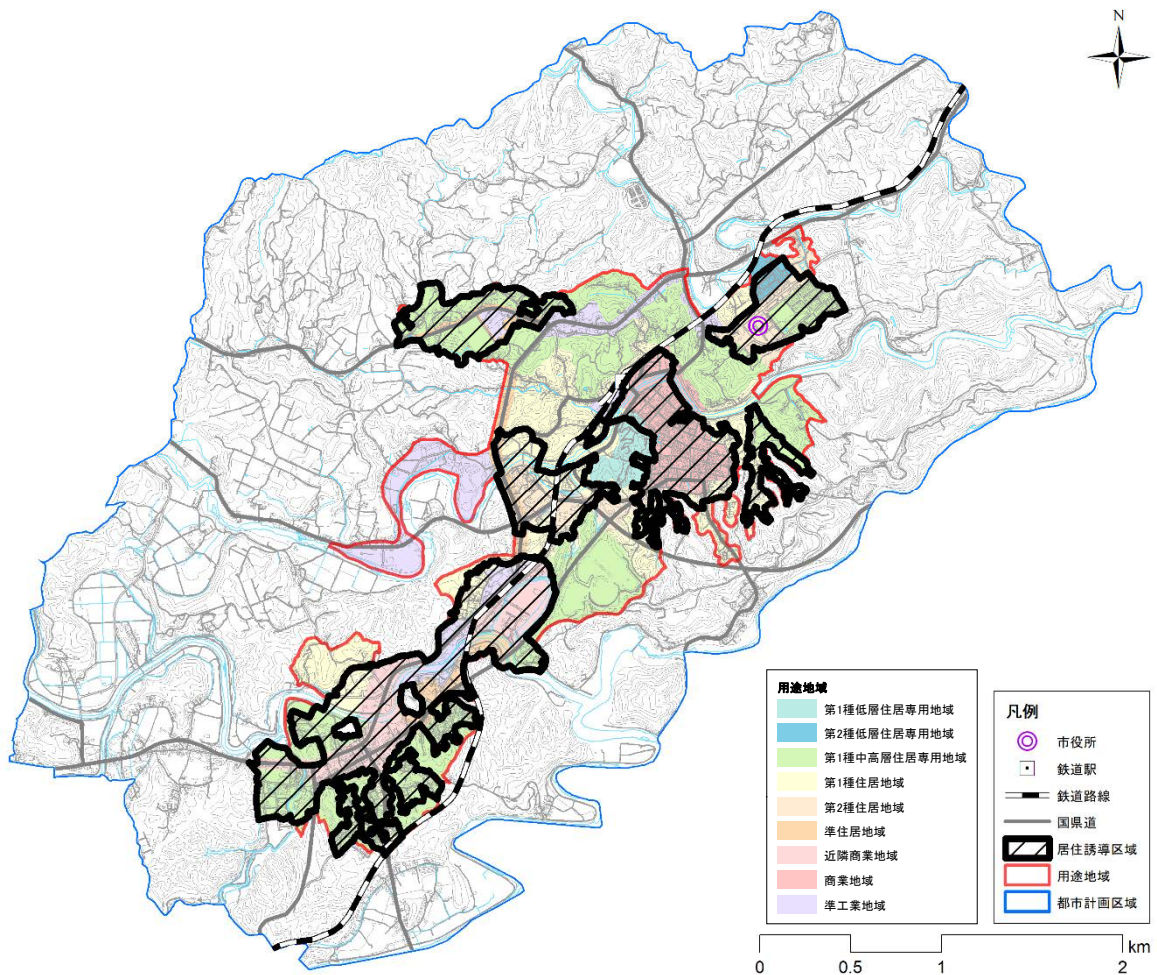 N
用途地域
第1種低層住居専用地域
第2種低層住居専用地域
第1種中高層住居専用地域
第1種住居地域
第2種住居地域
準住居地域
近隣商業地域
商業地域
準工業地域
凡例
市役所
鉄道駅
鉄道路線
国県道
居住誘導区域
用途地域
都市計画区域
km
0 0.5 1 2